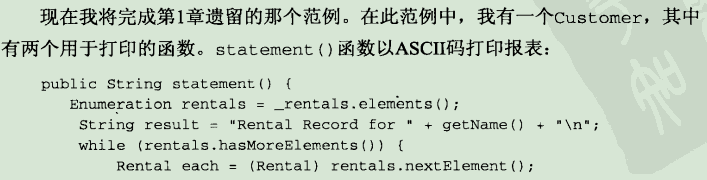 现在我将完成第1章遗留的那个范例。在此范例中，我有一个Customer，其中
有两个用于打印的函数。statement()函数以ASCII码打印报表：
public String statement() {
Enumeration rentals = _rentals.elements();
String result = "Rental Record for " + getName() + "\n";
while (rentals.hasMoreElements()) {
Rental each = (Rental) rentals.nextElement();